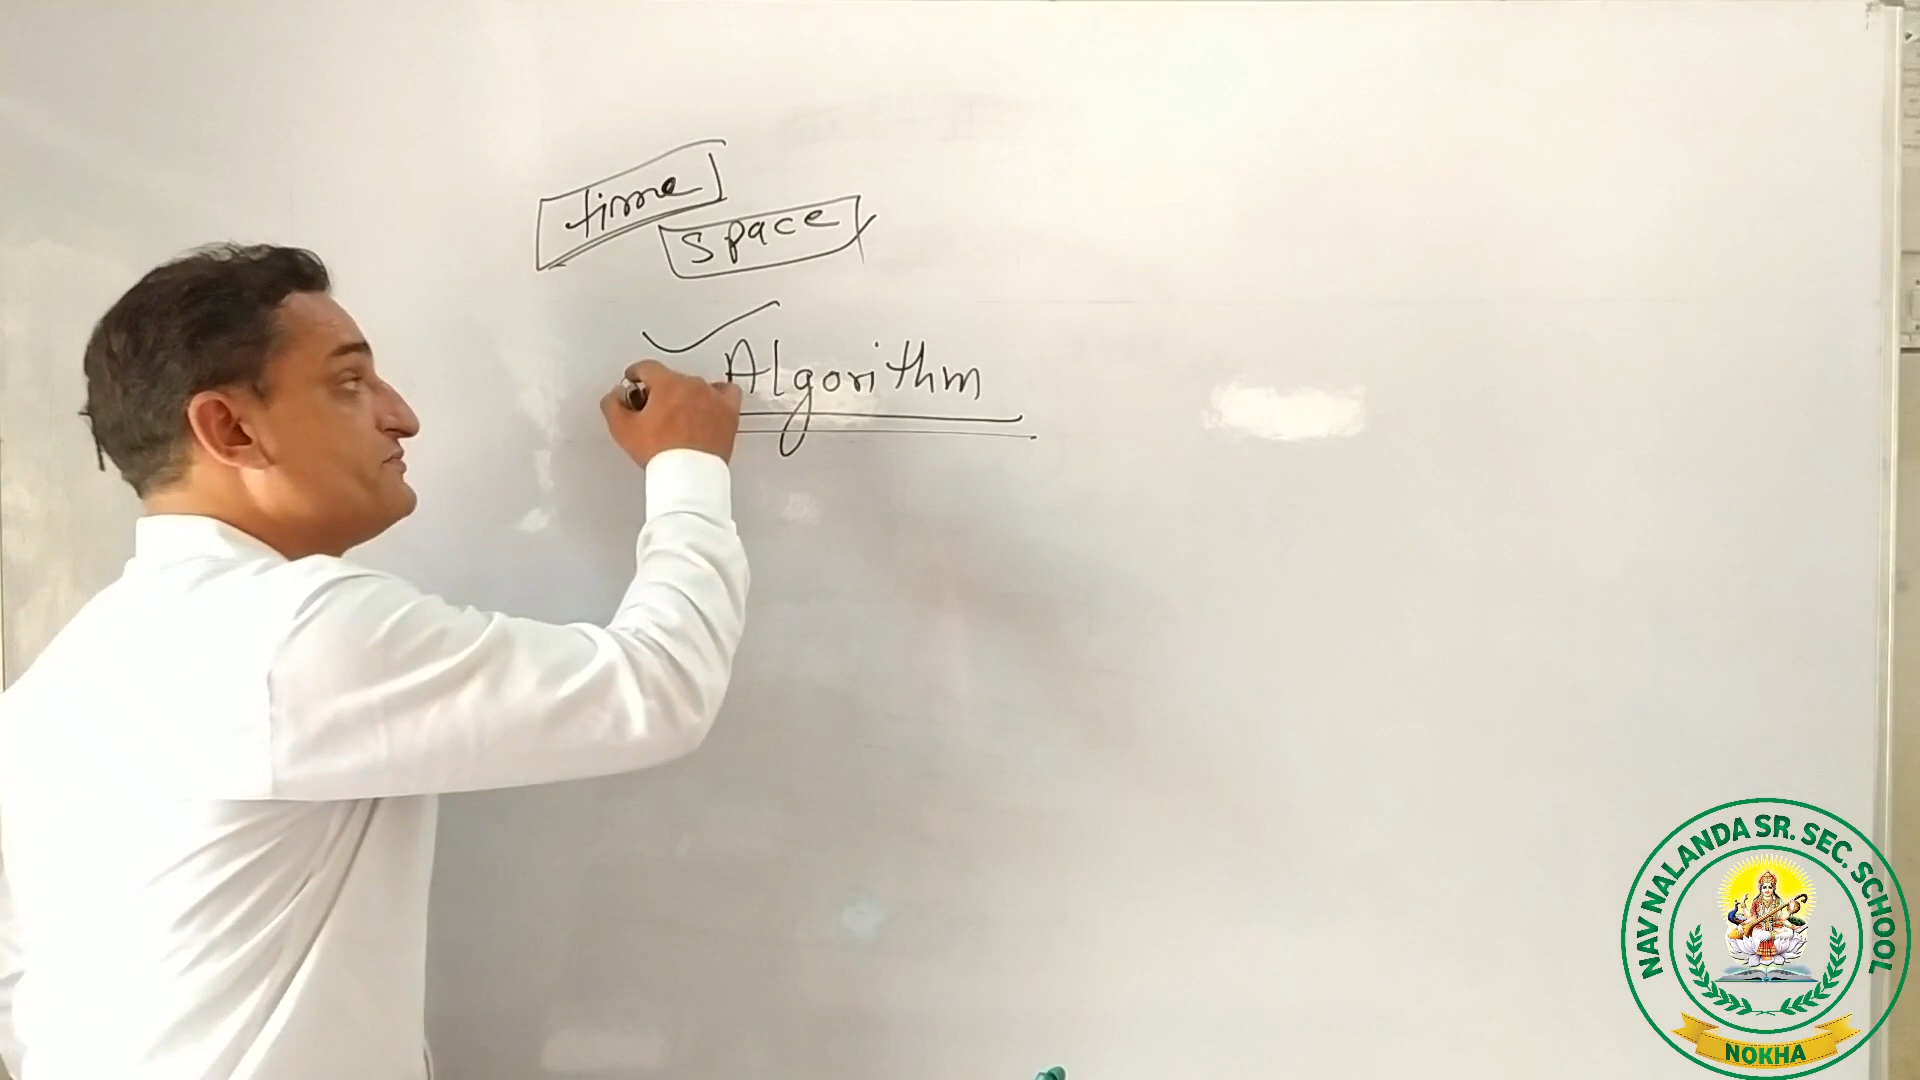 time
space
Algorithm
NAV NALANDA SR. SEC. SCHOOL
NOKHA